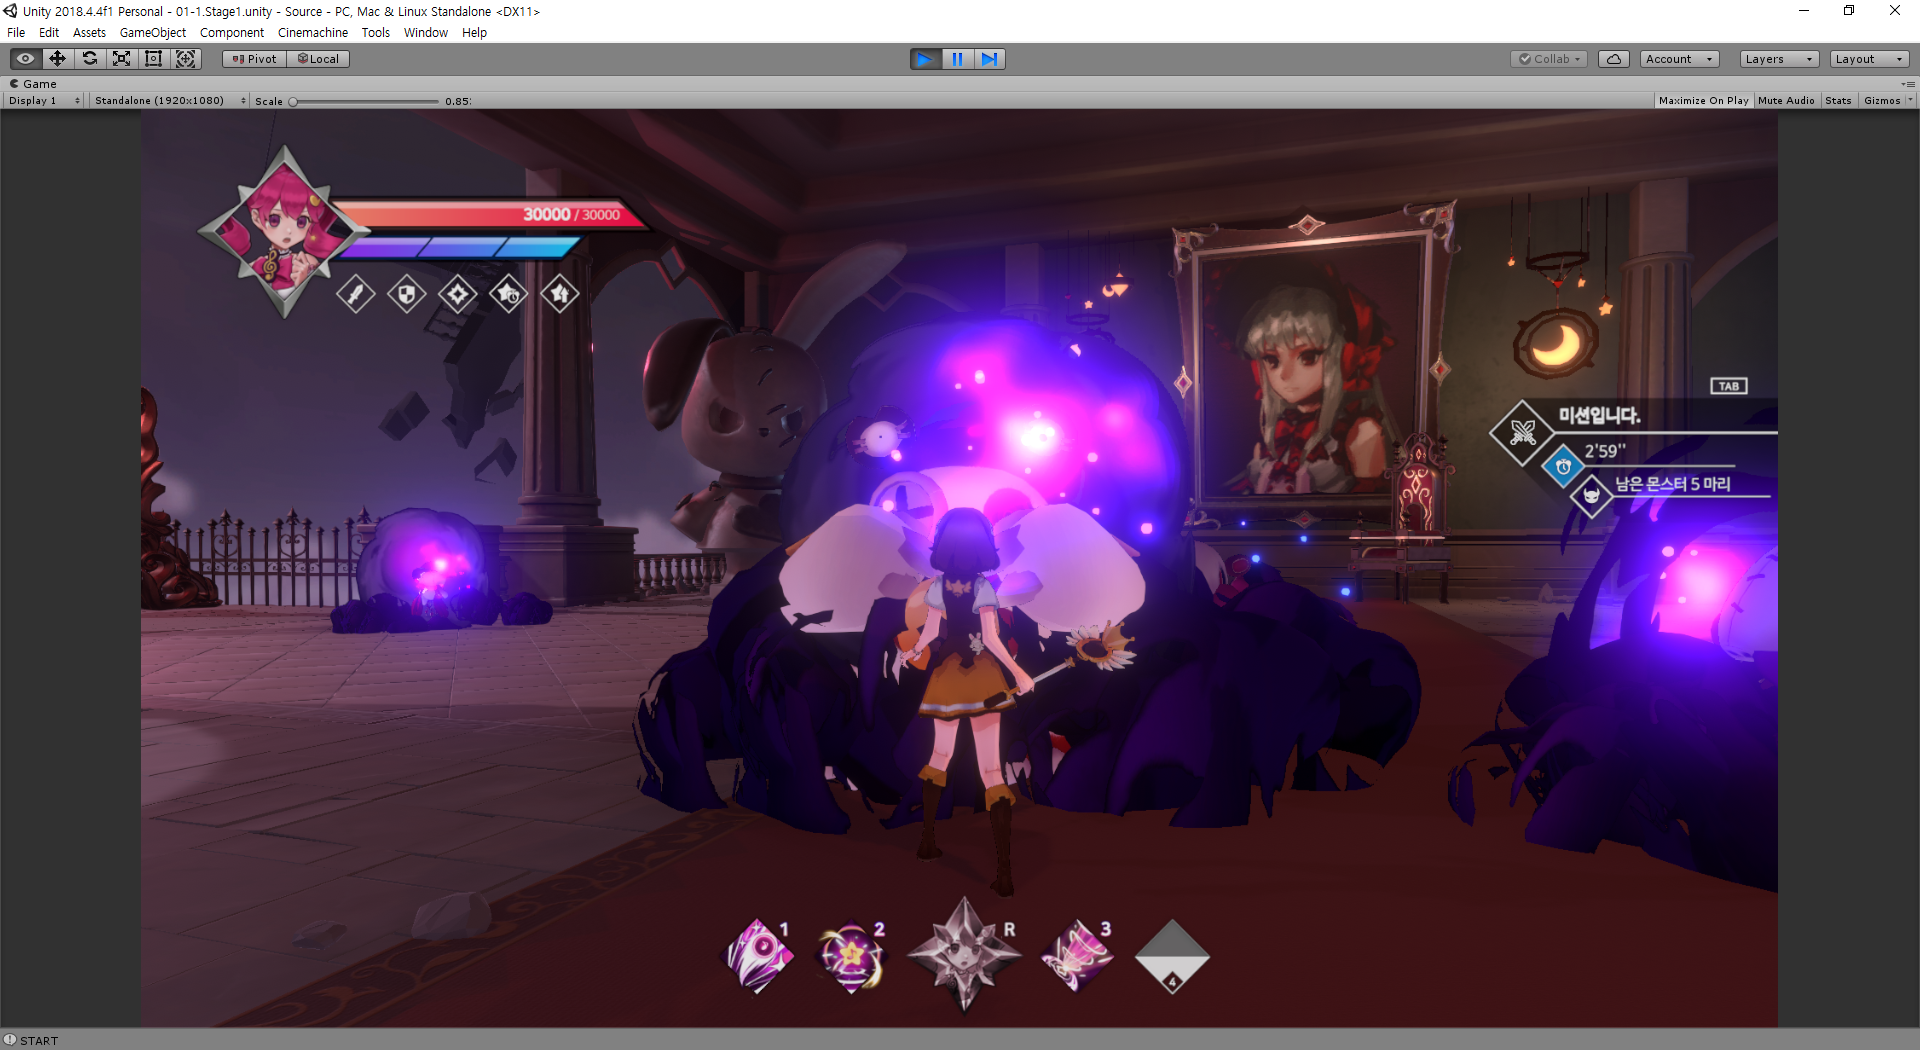 Unity 2018.4.4f1 Personal - 01-1.Stage1.unity - Source - PC, Mac & Linux Standalone <DX11>
File Edit Assets GameObject Component Cinemachine Tools Window Help
Pivot Local Collab Account Layers Layout
Game
Display 1 Standalone (1920x1080) Scale 0.85: Maximize On Play Mute Audio Stats Gizmos
30000 / 30000
TAB
미션입니다.
2'59''
남은 몬스터 5 마리
1 2 R 3
4
START